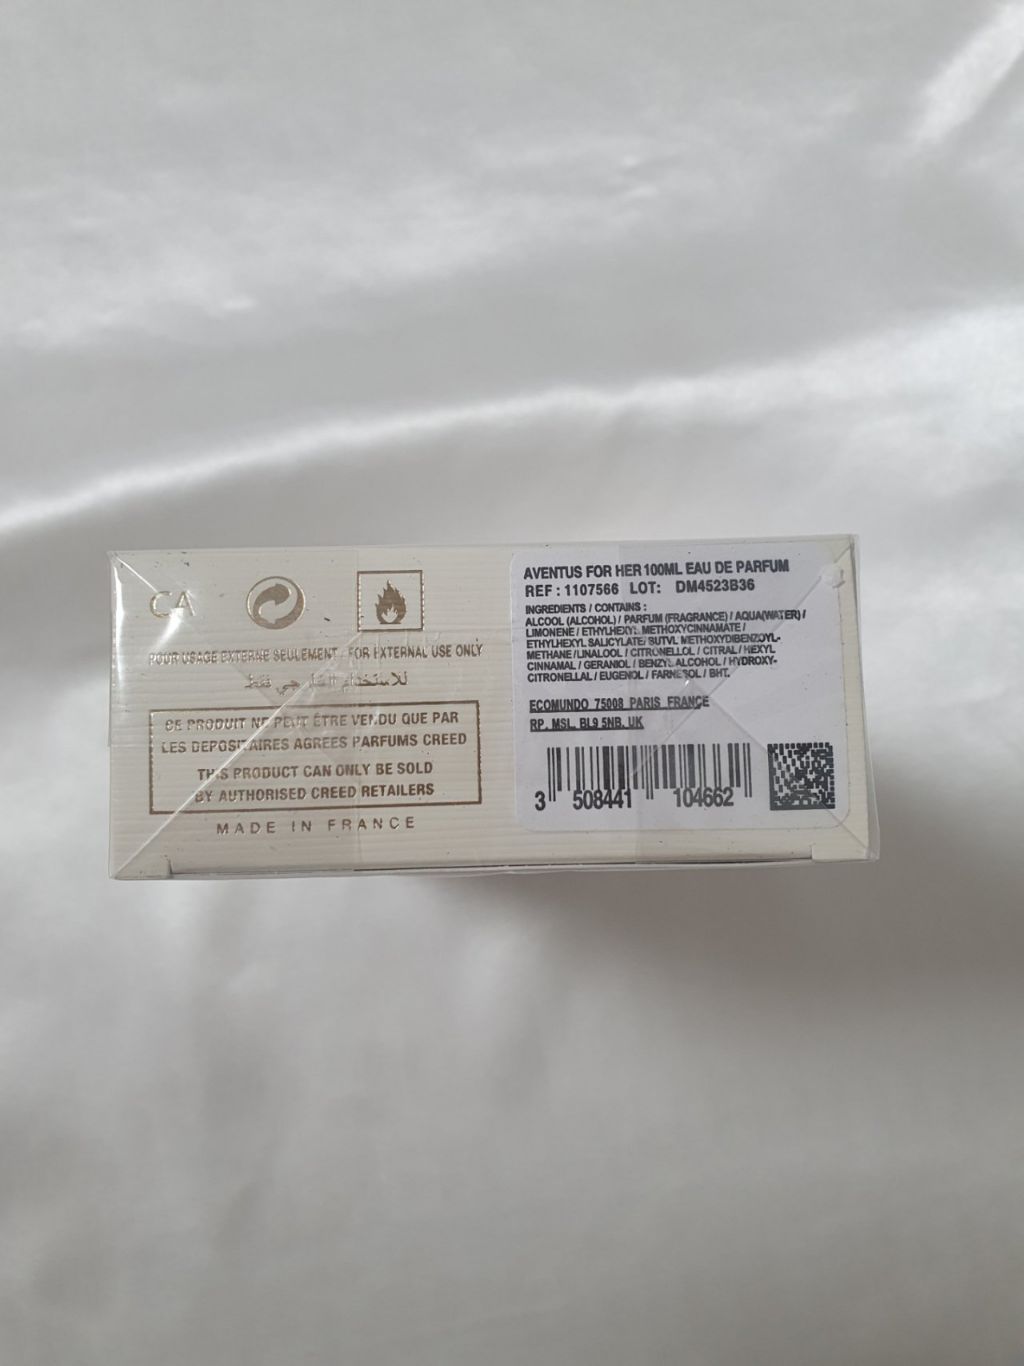 CA
POUR USAGE EXTERNE SEULEMENT - FOR EXTERNAL USE ONLY
للاستخدام الخارجي فقط
CE PRODUIT NE PEUT ÊTRE VENDU QUE PAR
LES DEPOSITAIRES AGREES PARFUMS CREED
THIS PRODUCT CAN ONLY BE SOLD
BY AUTHORISED CREED RETAILERS
MADE IN FRANCE
AVENTUS FOR HER 100ML EAU DE PARFUM
REF : 1107566 LOT: DM4523B36
INGREDIENTS / CONTAINS :
ALCOOL (ALCOHOL) / PARFUM (FRAGRANCE) / AQUA(WATER) /
LIMONENE / ETHYLHEXYL METHOXYCINNAMATE /
ETHYLHEXYL SALICYLATE/ BUTYL METHOXYDIBENZOYL-
METHANE /LINALOOL / CITRONELLOL / CITRAL / HEXYL
CINNAMAL / GERANIOL / BENZYL ALCOHOL / HYDROXY-
CITRONELLAL / EUGENOL / FARNESOL / BHT.
ECOMUNDO 75008 PARIS FRANCE
RP, MSL, BL9 5NB, UK
3 508441 104662